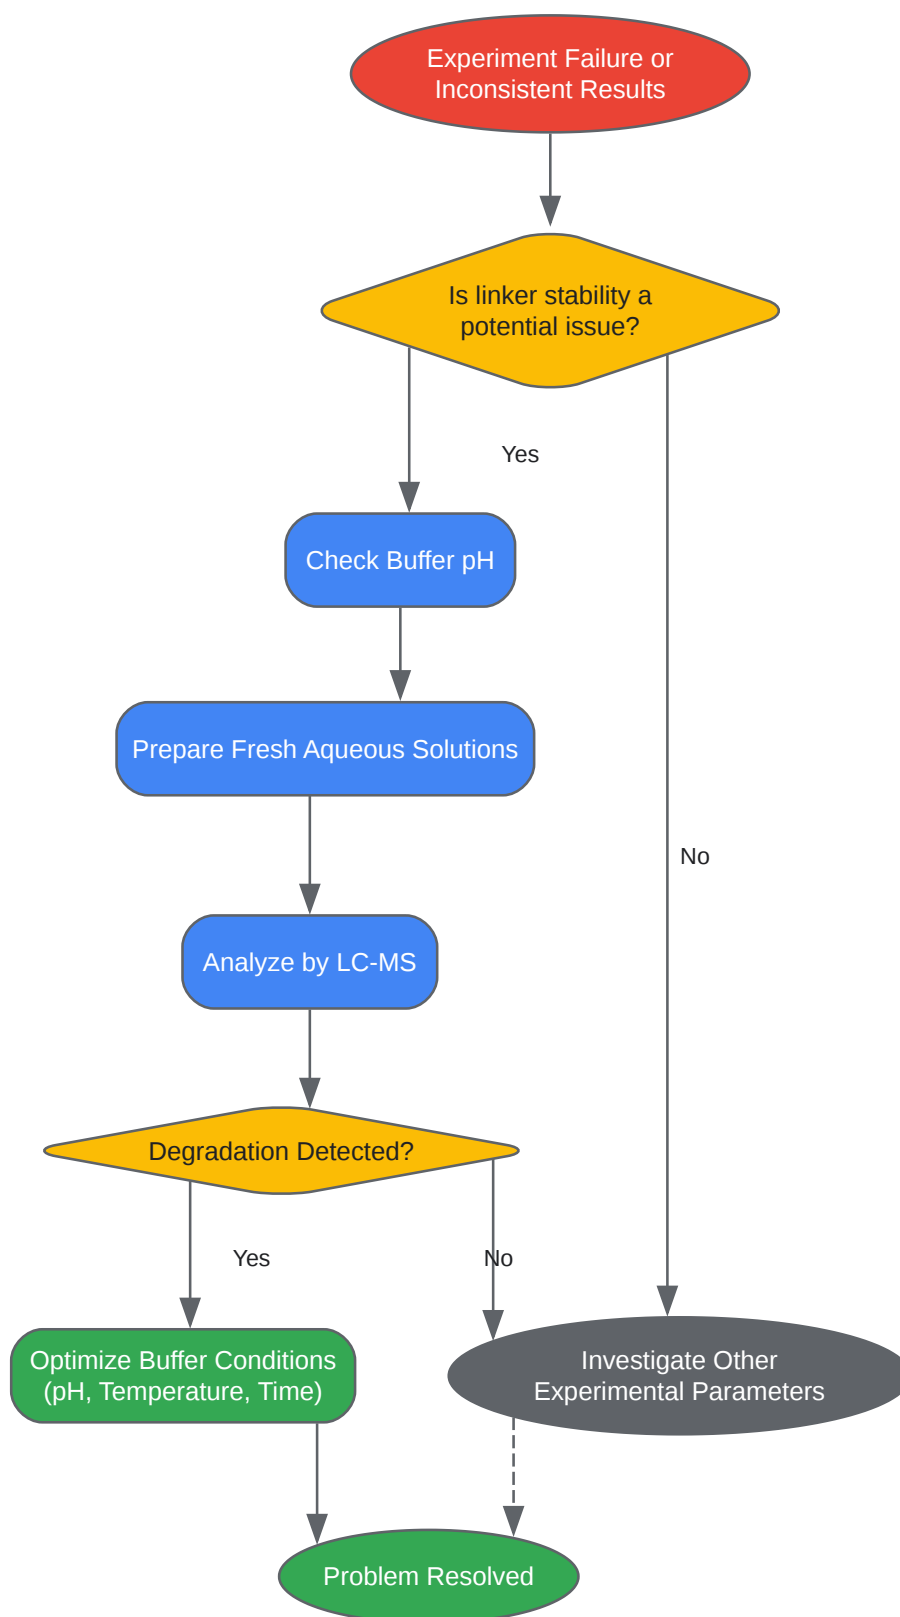 Experiment Failure or
Inconsistent Results
Is linker stability a
potential issue?
Yes
Check Buffer pH
Prepare Fresh Aqueous Solutions
No
Analyze by LC-MS
Degradation Detected?
Yes
No
Optimize Buffer Conditions
(pH, Temperature, Time)
Investigate Other
Experimental Parameters
Problem Resolved